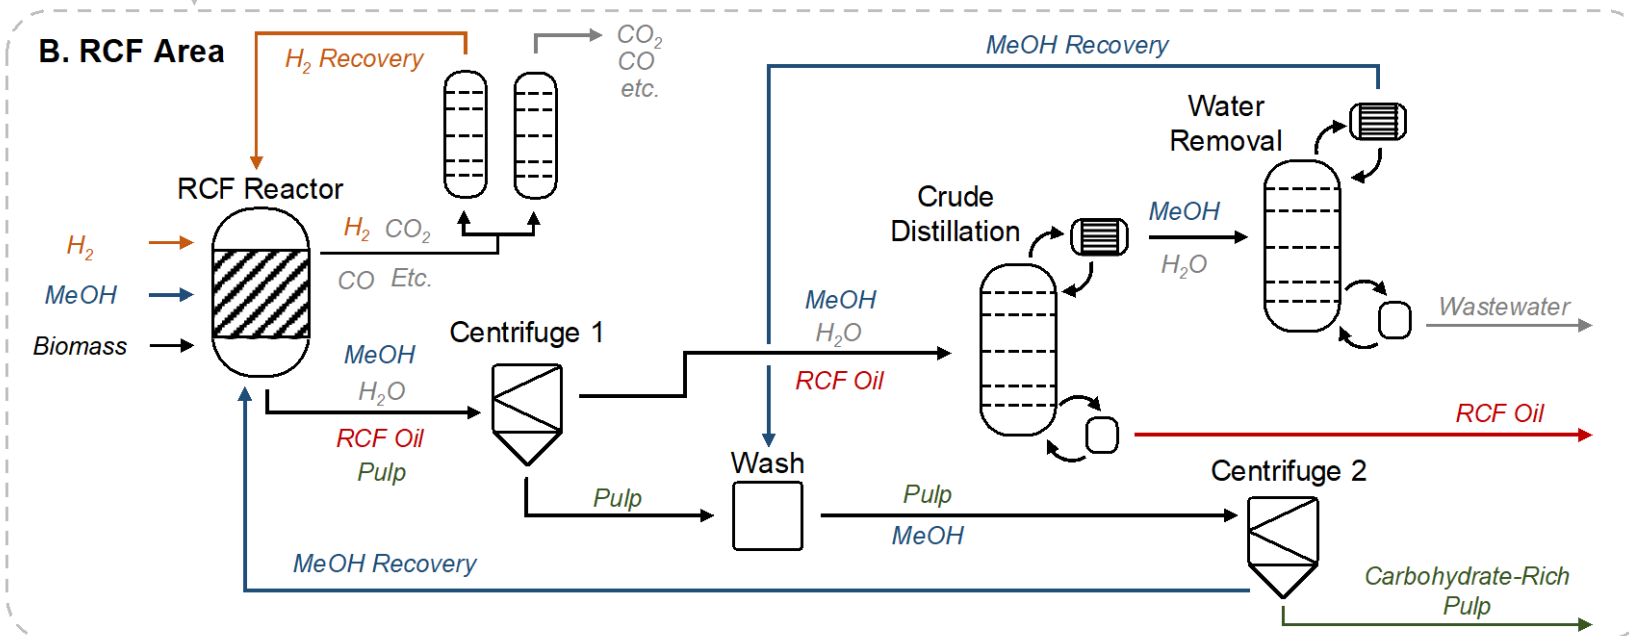 B. RCF Area
H₂ Recovery
CO₂
CO
etc.
MeOH Recovery
Water
Removal
RCF Reactor
Crude
Distillation
H₂
MeOH
Biomass
H₂ CO₂
CO Etc.
MeOH
H₂O
RCF Oil
Pulp
Centrifuge 1
MeOH
H₂O
RCF Oil
MeOH
H₂O
Wastewater
RCF Oil
Pulp
Wash
Pulp
MeOH
Centrifuge 2
MeOH Recovery
Carbohydrate-Rich
Pulp